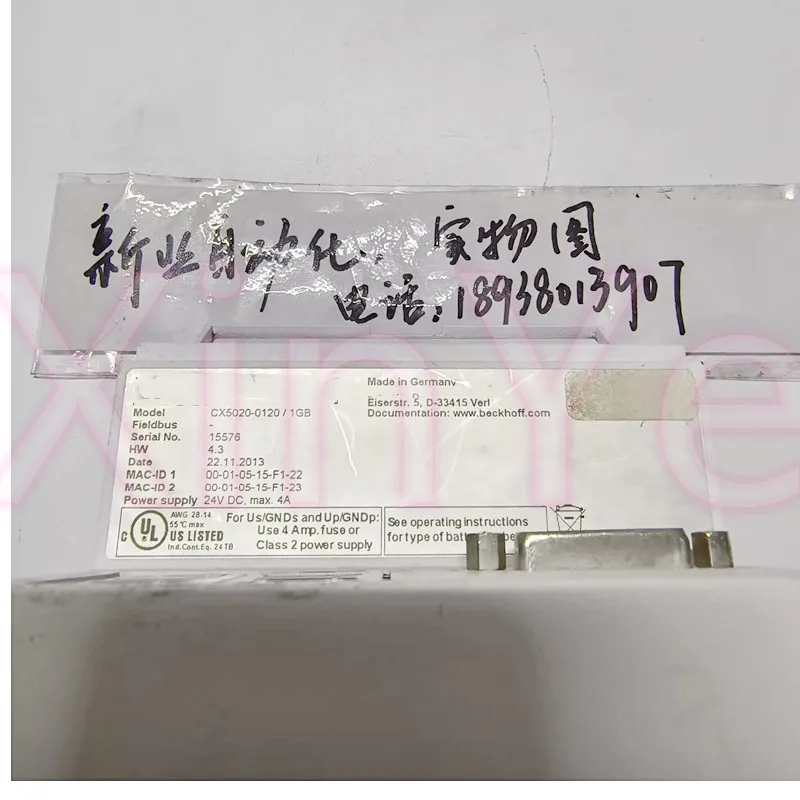 新业自动化. 实物图
电话: 18938013907
Made in Germany
Eiserstr. 5, D-33415 Verl
Model CX5020-0120 / 1GB Documentation: www.beckhoff.com
Fieldbus -
Serial No. 15576
HW 4.3
Date 22.11.2013
MAC-ID 1 00-01-05-15-F1-22
MAC-ID 2 00-01-05-15-F1-23
Power supply 24V DC, max. 4A
C UL US LISTED
AWG 28-14
55°C max
Ind.Cont.Eq. 24 TB
For Us/GNDs and Up/GNDp:
Use 4 Amp. fuse or
Class 2 power supply
See operating instructions
for type of
XinYe